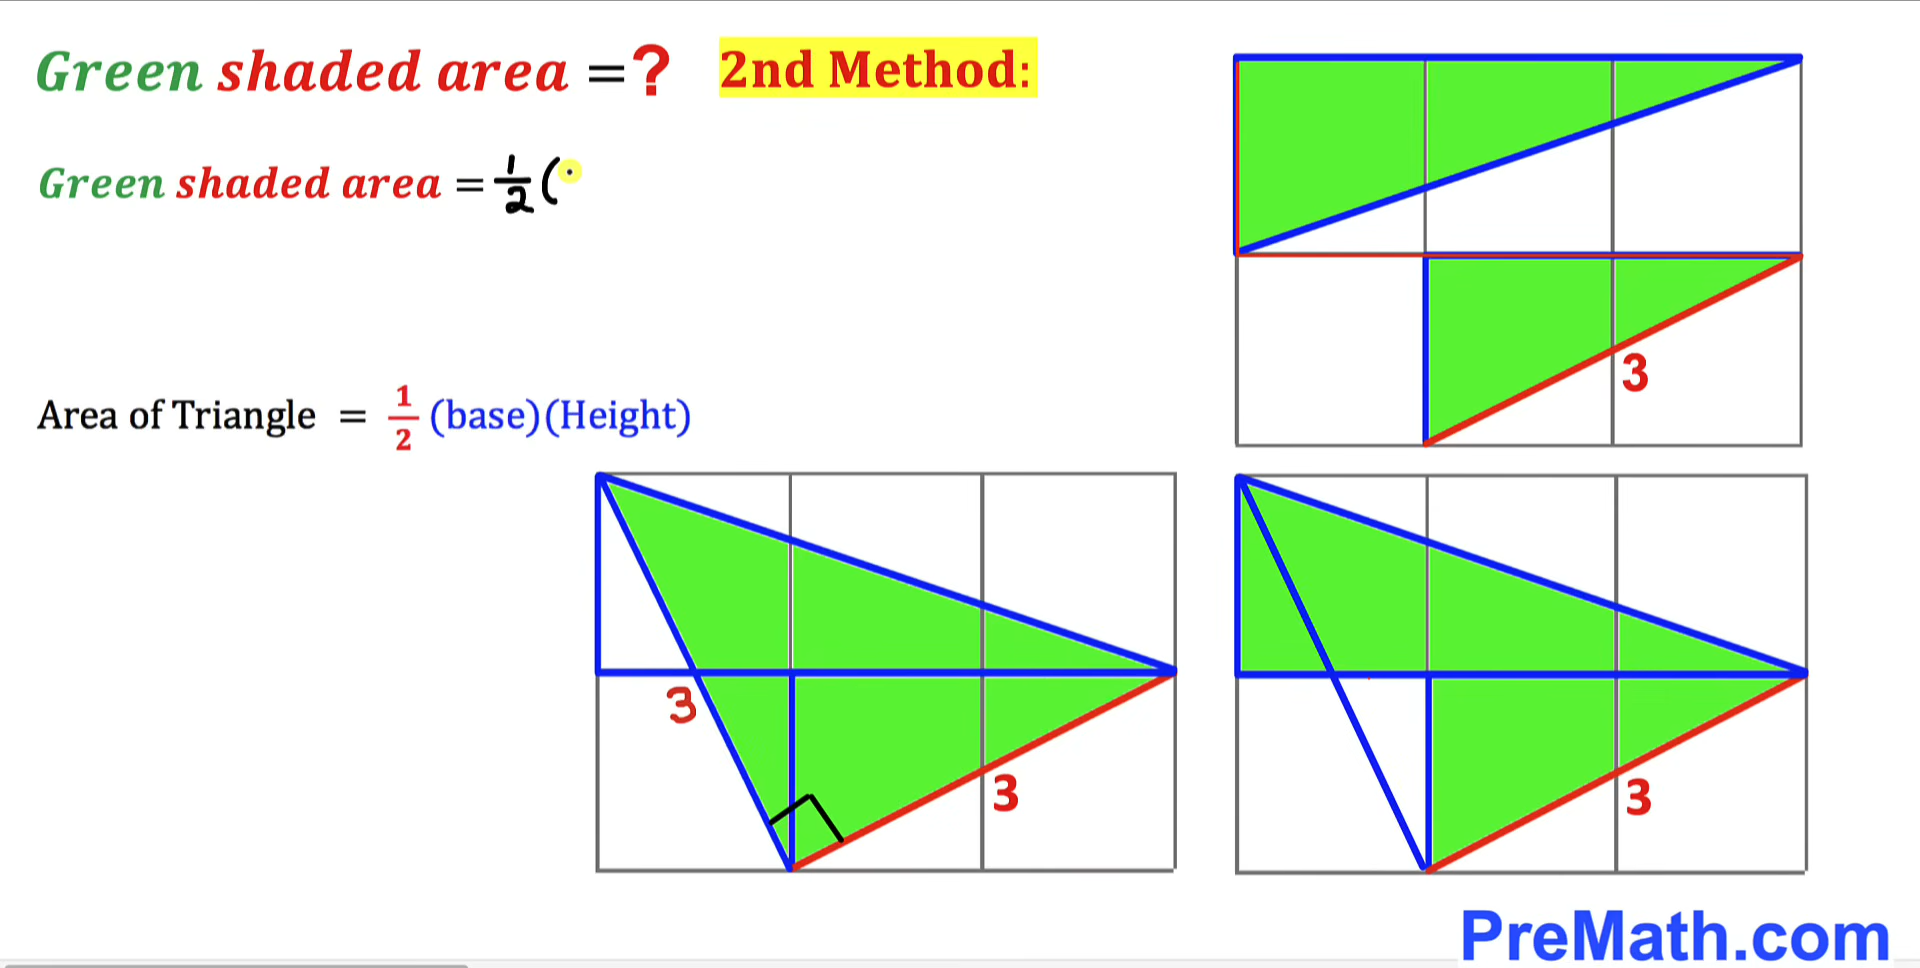 Green shaded area =? 2nd Method:
Green shaded area = 1/2 (
3
Area of Triangle = 1/2 (base)(Height)
3
3
3
PreMath.com